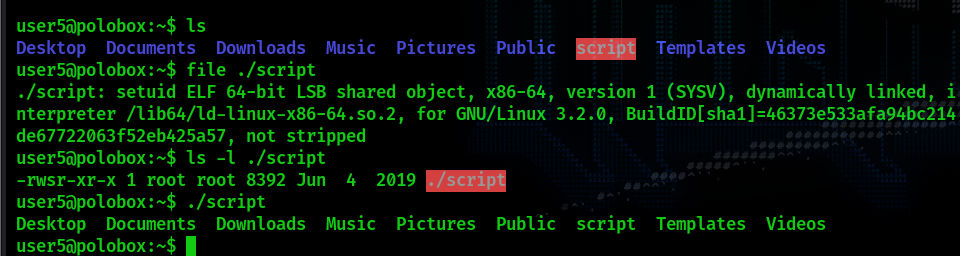 user5@polobox:~$ ls
Desktop  Documents  Downloads  Music  Pictures  Public  script  Templates  Videos
user5@polobox:~$ file ./script
./script: setuid ELF 64-bit LSB shared object, x86-64, version 1 (SYSV), dynamically linked, i
nterpreter /lib64/ld-linux-x86-64.so.2, for GNU/Linux 3.2.0, BuildID[sha1]=46373e533afa94bc214
de67722063f52eb425a57, not stripped
user5@polobox:~$ ls -l ./script
-rwsr-xr-x 1 root root 8392 Jun  4  2019 ./script
user5@polobox:~$ ./script
Desktop  Documents  Downloads  Music  Pictures  Public  script  Templates  Videos
user5@polobox:~$